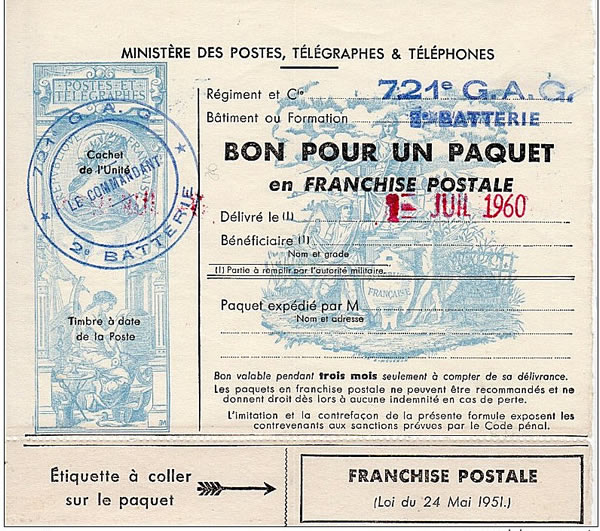 MINISTÈRE DES POSTES, TÉLÉGRAPHES & TÉLÉPHONES
POSTES ET
TÉLÉGRAPHES
Régiment et Cie 721e G.A.G.
Bâtiment ou Formation 2e BATTERIE
BON POUR UN PAQUET
en FRANCHISE POSTALE
721e G.A.G.
Cachet
de l'Unité
LE COMMANDANT
2e BATTERIE
Délivré le (1) 1E JUIL 1960
Bénéficiaire (1)
Nom et grade
(1) Partie à remplir par l'autorité militaire.
FRANÇAISE
Paquet expédié par M
Nom et adresse
Timbre à date
de la Poste
Bon valable pendant trois mois seulement à compter de sa délivrance.
Les paquets en franchise postale ne peuvent être recommandés et ne
donnent droit dès lors à aucune indemnité en cas de perte.
L'imitation et la contrefaçon de la présente formule exposent les
contrevenants aux sanctions prévues par le Code pénal.
Étiquette à coller
sur le paquet
FRANCHISE POSTALE
(Loi du 24 Mai 1951.)